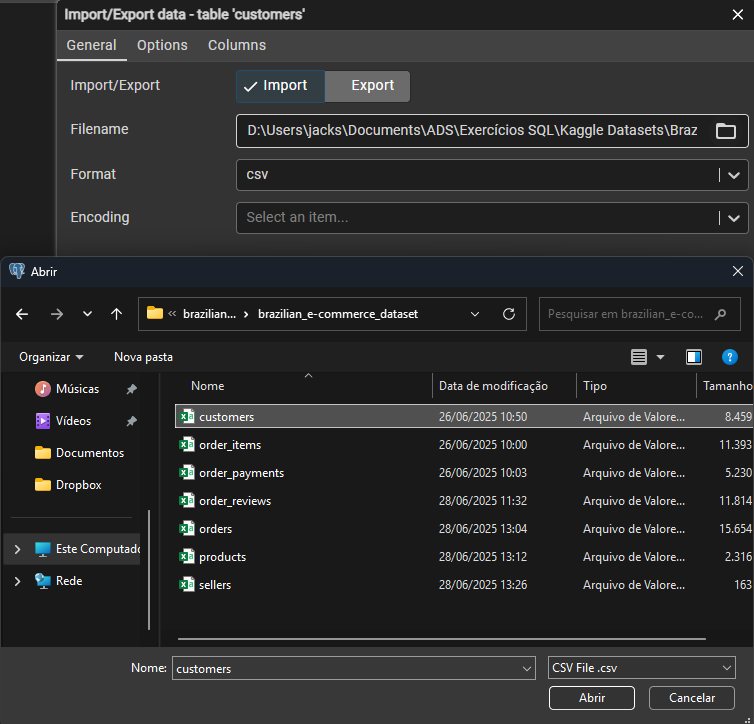 Import/Export data - table 'customers'
General Options Columns
Import/Export Import Export
Filename D:\Users\jacks\Documents\ADS\Exercícios SQL\Kaggle Datasets\Braz
Format csv
Encoding Select an item...
Abrir
« brazilian... › brazilian_e-commerce_dataset Pesquisar em brazilian_e-co...
Organizar Nova pasta
Nome Data de modificação Tipo Tamanho
Músicas
Vídeos
Documentos
Dropbox
Este Computado
Rede
customers 26/06/2025 10:50 Arquivo de Valore... 8.459
order_items 26/06/2025 10:00 Arquivo de Valore... 11.393
order_payments 26/06/2025 10:03 Arquivo de Valore... 5.230
order_reviews 28/06/2025 11:32 Arquivo de Valore... 11.814
orders 28/06/2025 13:04 Arquivo de Valore... 15.654
products 28/06/2025 13:12 Arquivo de Valore... 2.316
sellers 28/06/2025 13:26 Arquivo de Valore... 163
Nome: customers CSV File .csv
Abrir Cancelar